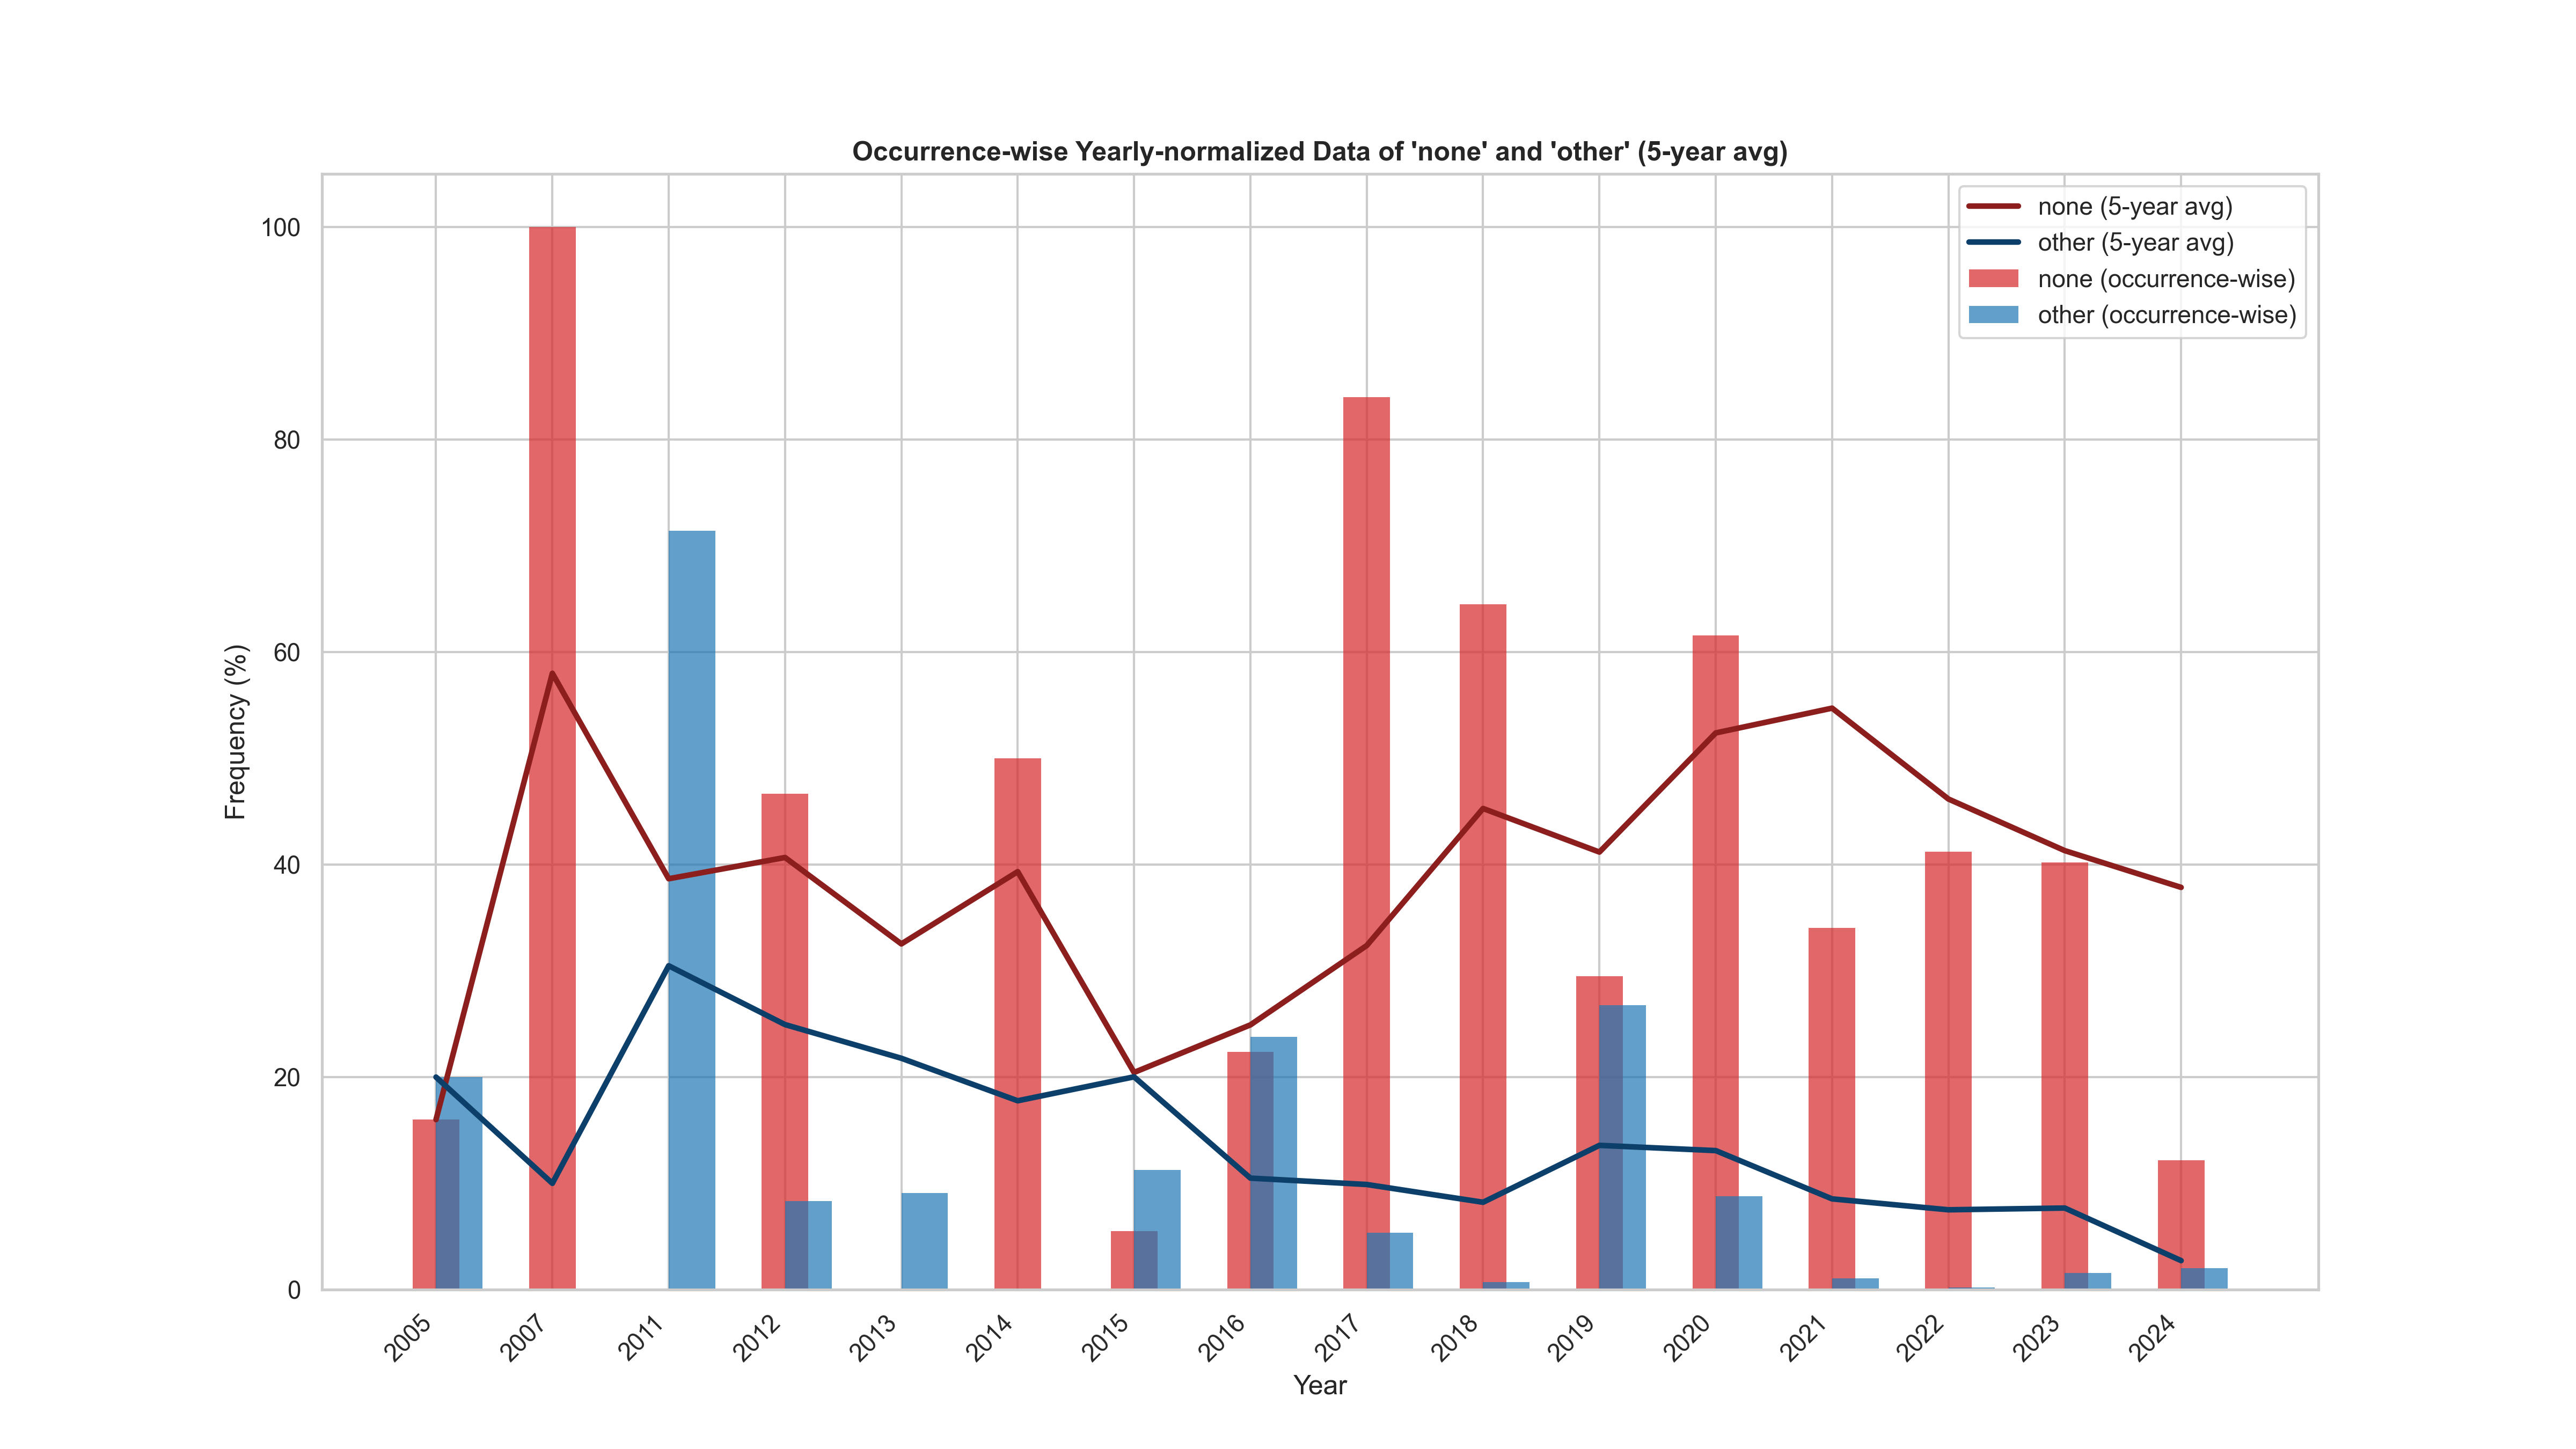 Occurrence-wise Yearly-normalized Data of 'none' and 'other' (5-year avg)
none (5-year avg)
other (5-year avg)
none (occurrence-wise)
other (occurrence-wise)
Frequency (%)
100
80
60
40
20
0
2005 2007 2011 2012 2013 2014 2015 2016 2017 2018 2019 2020 2021 2022 2023 2024
Year